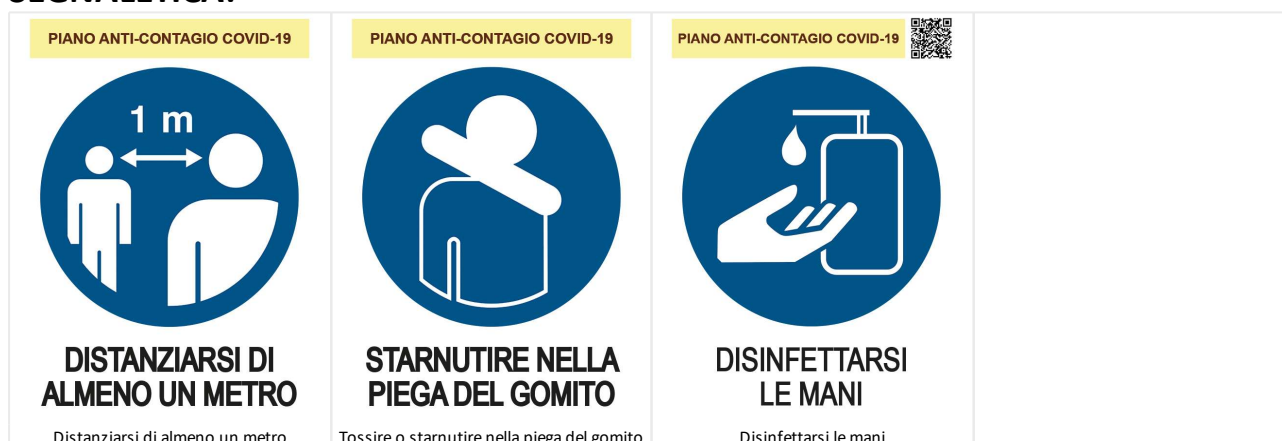 PIANO ANTI-CONTAGIO COVID-19
1 m
DISTANZIARSI DI
ALMENO UN METRO
Distanziarsi di almeno un metro
PIANO ANTI-CONTAGIO COVID-19
STARNUTIRE NELLA
PIEGA DEL GOMITO
Tossire o starnutire nella piega del gomito
PIANO ANTI-CONTAGIO COVID-19
DISINFETTARSI
LE MANI
Disinfettarsi le mani